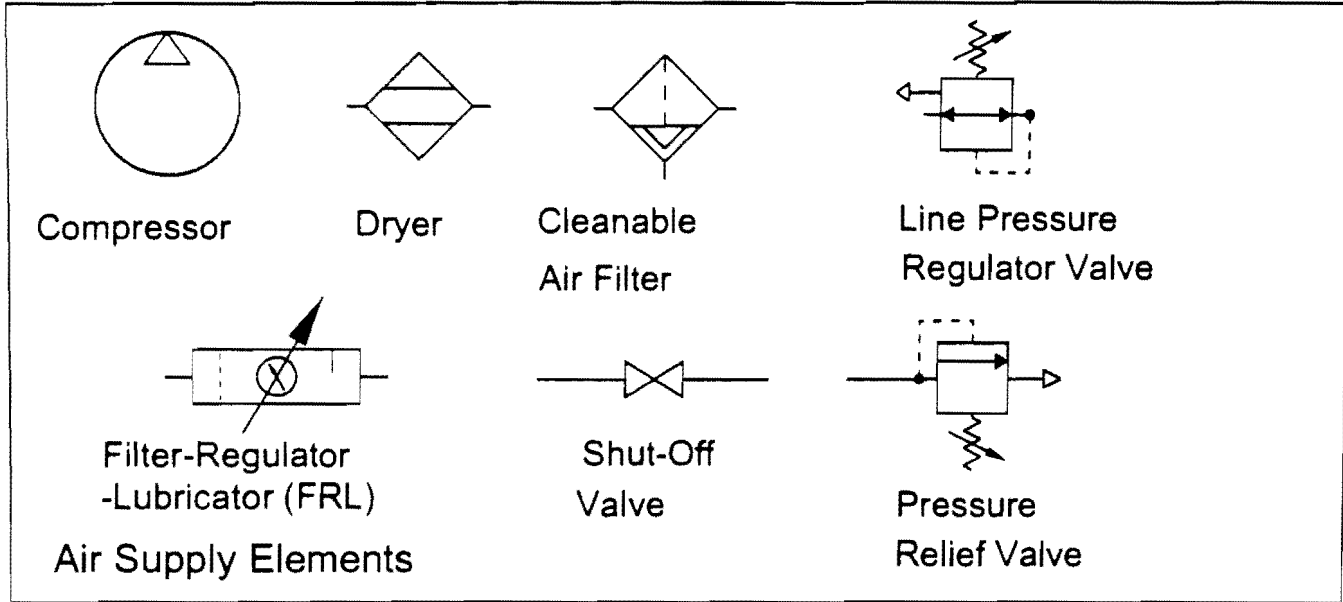 Compressor
Dryer
Cleanable
Air Filter
Line Pressure
Regulator Valve
X
Filter-Regulator
-Lubricator (FRL)
Shut-Off
Valve
Pressure
Relief Valve
Air Supply Elements